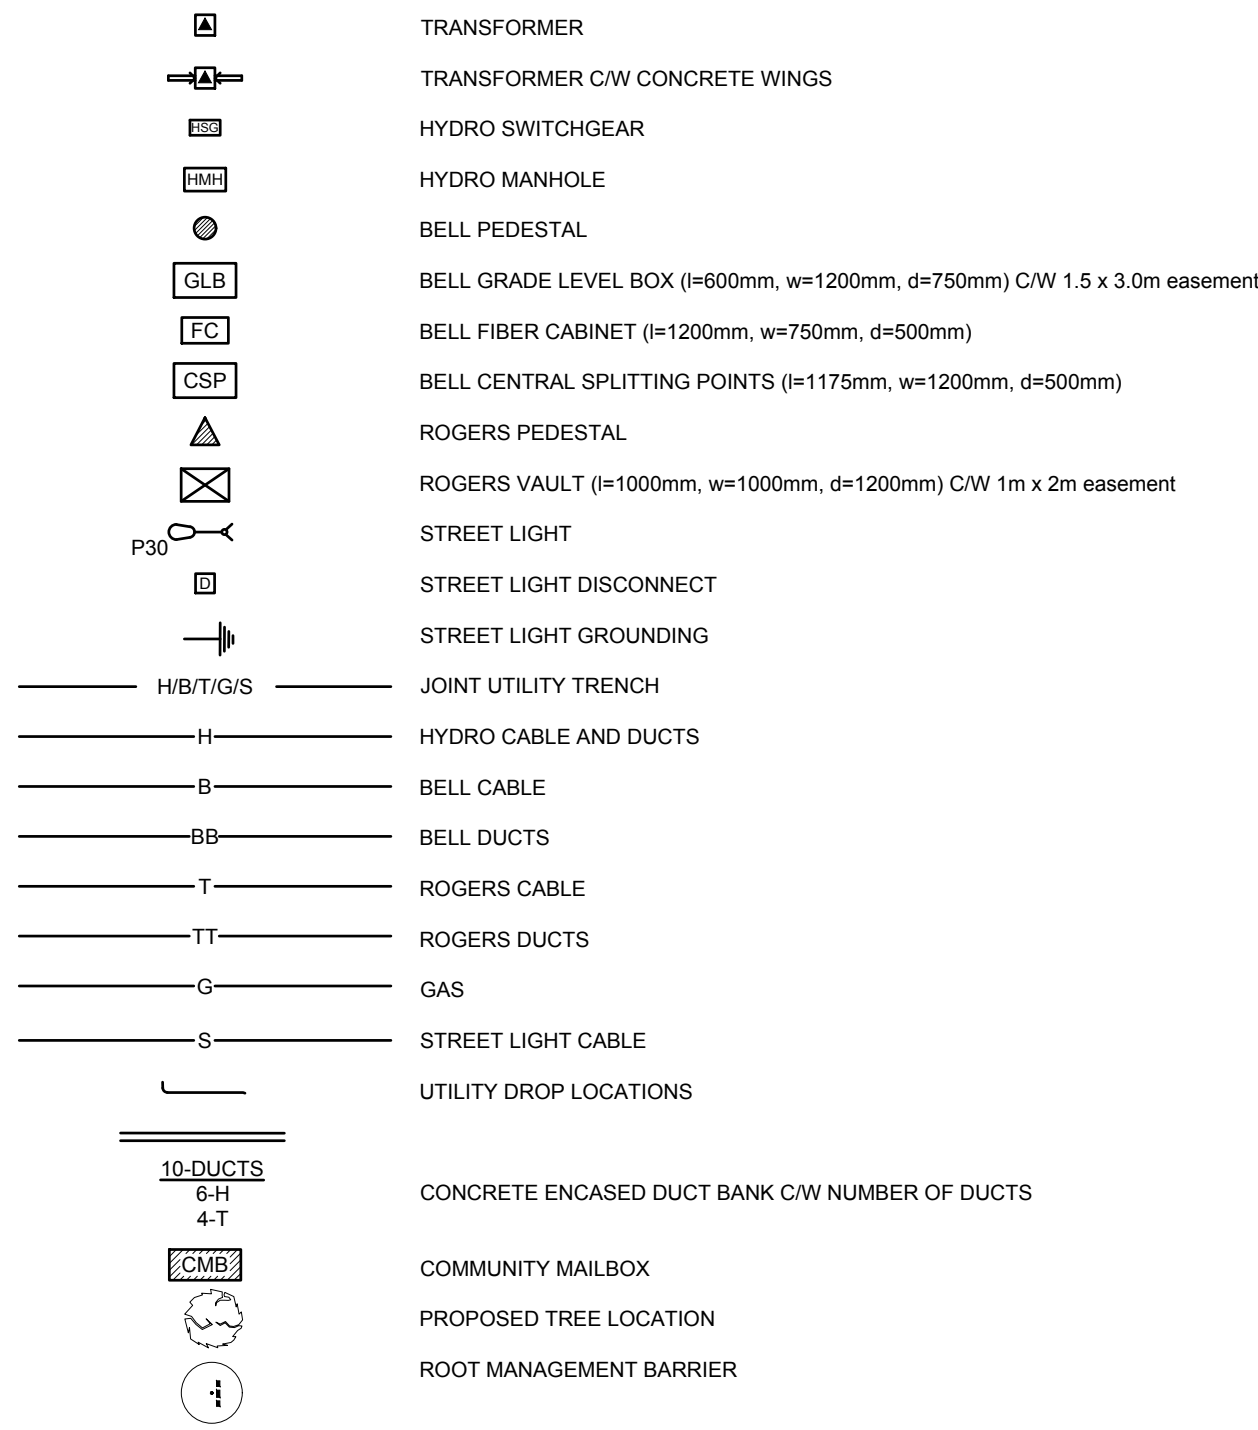 TRANSFORMER
TRANSFORMER C/W CONCRETE WINGS
HSG HYDRO SWITCHGEAR
HMH HYDRO MANHOLE
BELL PEDESTAL
GLB BELL GRADE LEVEL BOX (l=600mm, w=1200mm, d=750mm) C/W 1.5 x 3.0m easement
FC BELL FIBER CABINET (l=1200mm, w=750mm, d=500mm)
CSP BELL CENTRAL SPLITTING POINTS (l=1175mm, w=1200mm, d=500mm)
ROGERS PEDESTAL
ROGERS VAULT (l=1000mm, w=1000mm, d=1200mm) C/W 1m x 2m easement
P30 STREET LIGHT
D STREET LIGHT DISCONNECT
STREET LIGHT GROUNDING
H/B/T/G/S JOINT UTILITY TRENCH
H HYDRO CABLE AND DUCTS
B BELL CABLE
BB BELL DUCTS
T ROGERS CABLE
TT ROGERS DUCTS
G GAS
S STREET LIGHT CABLE
UTILITY DROP LOCATIONS
10-DUCTS
6-H CONCRETE ENCASED DUCT BANK C/W NUMBER OF DUCTS
4-T
CMB COMMUNITY MAILBOX
PROPOSED TREE LOCATION
ROOT MANAGEMENT BARRIER